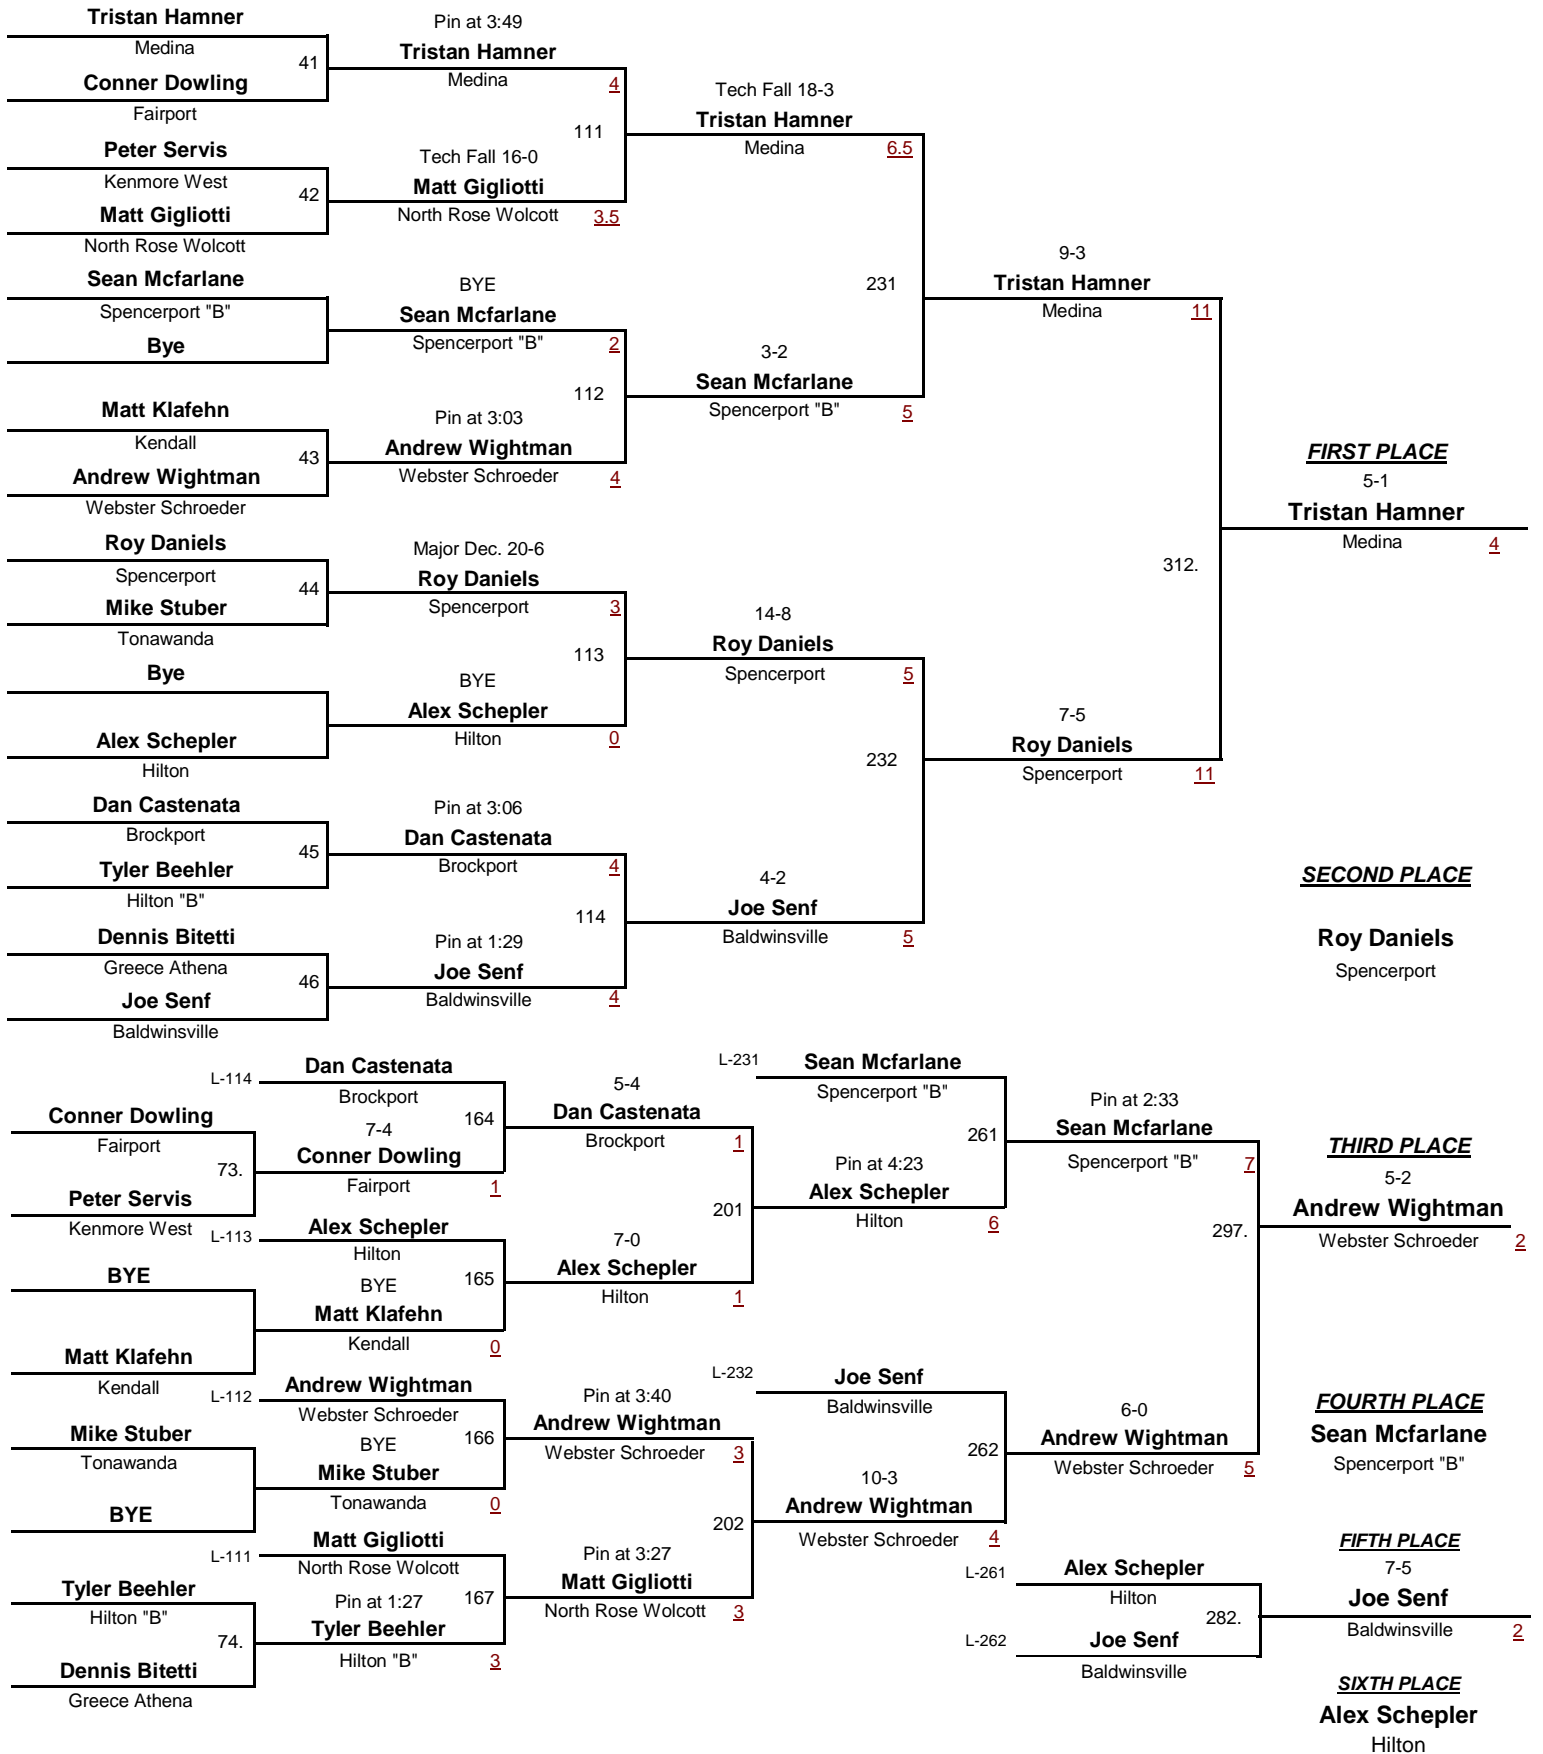 Tristan Hamner
Medina
41
Conner Dowling
Fairport
Peter Servis
Kenmore West
42
Matt Gigliotti
North Rose Wolcott
Sean Mcfarlane
Spencerport "B"
Bye
Matt Klafehn
Kendall
43
Andrew Wightman
Webster Schroeder
Roy Daniels
Spencerport
44
Mike Stuber
Tonawanda
Bye
Alex Schepler
Hilton
Dan Castenata
Brockport
45
Tyler Beehler
Hilton "B"
Dennis Bitetti
Greece Athena
46
Joe Senf
Baldwinsville
Pin at 3:49
Tristan Hamner
Medina
4
111
Tech Fall 16-0
Matt Gigliotti
North Rose Wolcott
3.5
BYE
Sean Mcfarlane
Spencerport "B"
2
112
Pin at 3:03
Andrew Wightman
Webster Schroeder
4
Major Dec. 20-6
Roy Daniels
Spencerport
3
113
BYE
Alex Schepler
Hilton
0
Pin at 3:06
Dan Castenata
Brockport
4
114
Pin at 1:29
Joe Senf
Baldwinsville
4
Tech Fall 18-3
Tristan Hamner
Medina
6.5
231
3-2
Sean Mcfarlane
Spencerport "B"
5
14-8
Roy Daniels
Spencerport
5
232
4-2
Joe Senf
Baldwinsville
5
9-3
Tristan Hamner
Medina
11
312.
7-5
Roy Daniels
Spencerport
11
FIRST PLACE
5-1
Tristan Hamner
Medina
4
SECOND PLACE
Roy Daniels
Spencerport
Conner Dowling
Fairport
73.
Peter Servis
Kenmore West
BYE
Matt Klafehn
Kendall
Mike Stuber
Tonawanda
BYE
Tyler Beehler
Hilton "B"
74.
Dennis Bitetti
Greece Athena
L-114
Dan Castenata
Brockport
164
7-4
Conner Dowling
Fairport
1
L-113
Alex Schepler
Hilton
165
BYE
Matt Klafehn
Kendall
0
L-112
Andrew Wightman
Webster Schroeder
166
BYE
Mike Stuber
Tonawanda
0
L-111
Matt Gigliotti
North Rose Wolcott
167
Pin at 1:27
Tyler Beehler
Hilton "B"
3
5-4
Dan Castenata
Brockport
1
201
7-0
Alex Schepler
Hilton
1
Pin at 3:40
Andrew Wightman
Webster Schroeder
3
202
Pin at 3:27
Matt Gigliotti
North Rose Wolcott
3
L-231
Sean Mcfarlane
Spencerport "B"
261
Pin at 4:23
Alex Schepler
Hilton
6
L-232
Joe Senf
Baldwinsville
262
10-3
Andrew Wightman
Webster Schroeder
4
Pin at 2:33
Sean Mcfarlane
Spencerport "B"
7
297.
6-0
Andrew Wightman
Webster Schroeder
5
L-261
Alex Schepler
Hilton
282.
L-262
Joe Senf
Baldwinsville
THIRD PLACE
5-2
Andrew Wightman
Webster Schroeder
2
FOURTH PLACE
Sean Mcfarlane
Spencerport "B"
FIFTH PLACE
7-5
Joe Senf
Baldwinsville
2
SIXTH PLACE
Alex Schepler
Hilton